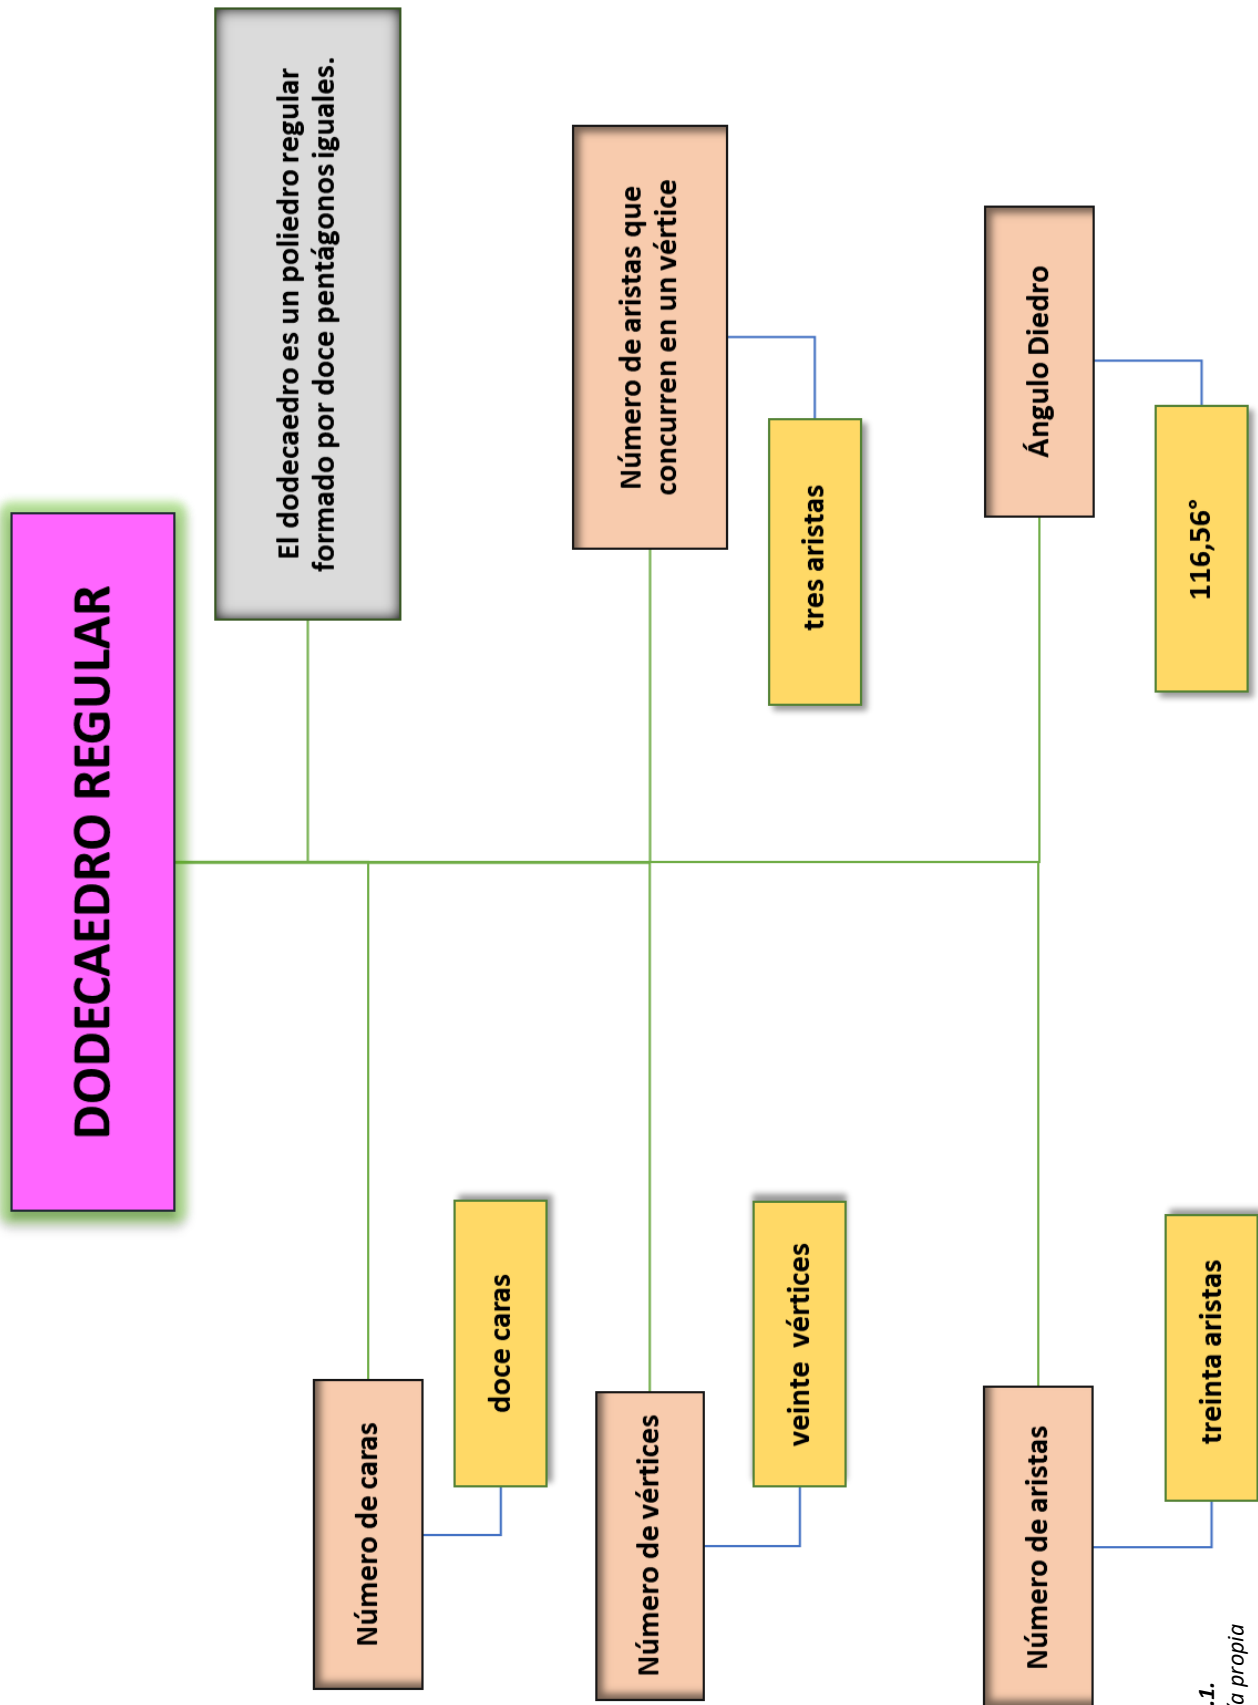 DODECAEDRO REGULAR
El dodecaedro es un poliedro regular
formado por doce pentágonos iguales.
Número de caras
doce caras
Número de aristas que
concurren en un vértice
tres aristas
Número de vértices
veinte vértices
Ángulo Diedro
116,56°
Número de aristas
treinta aristas
.1.
propia